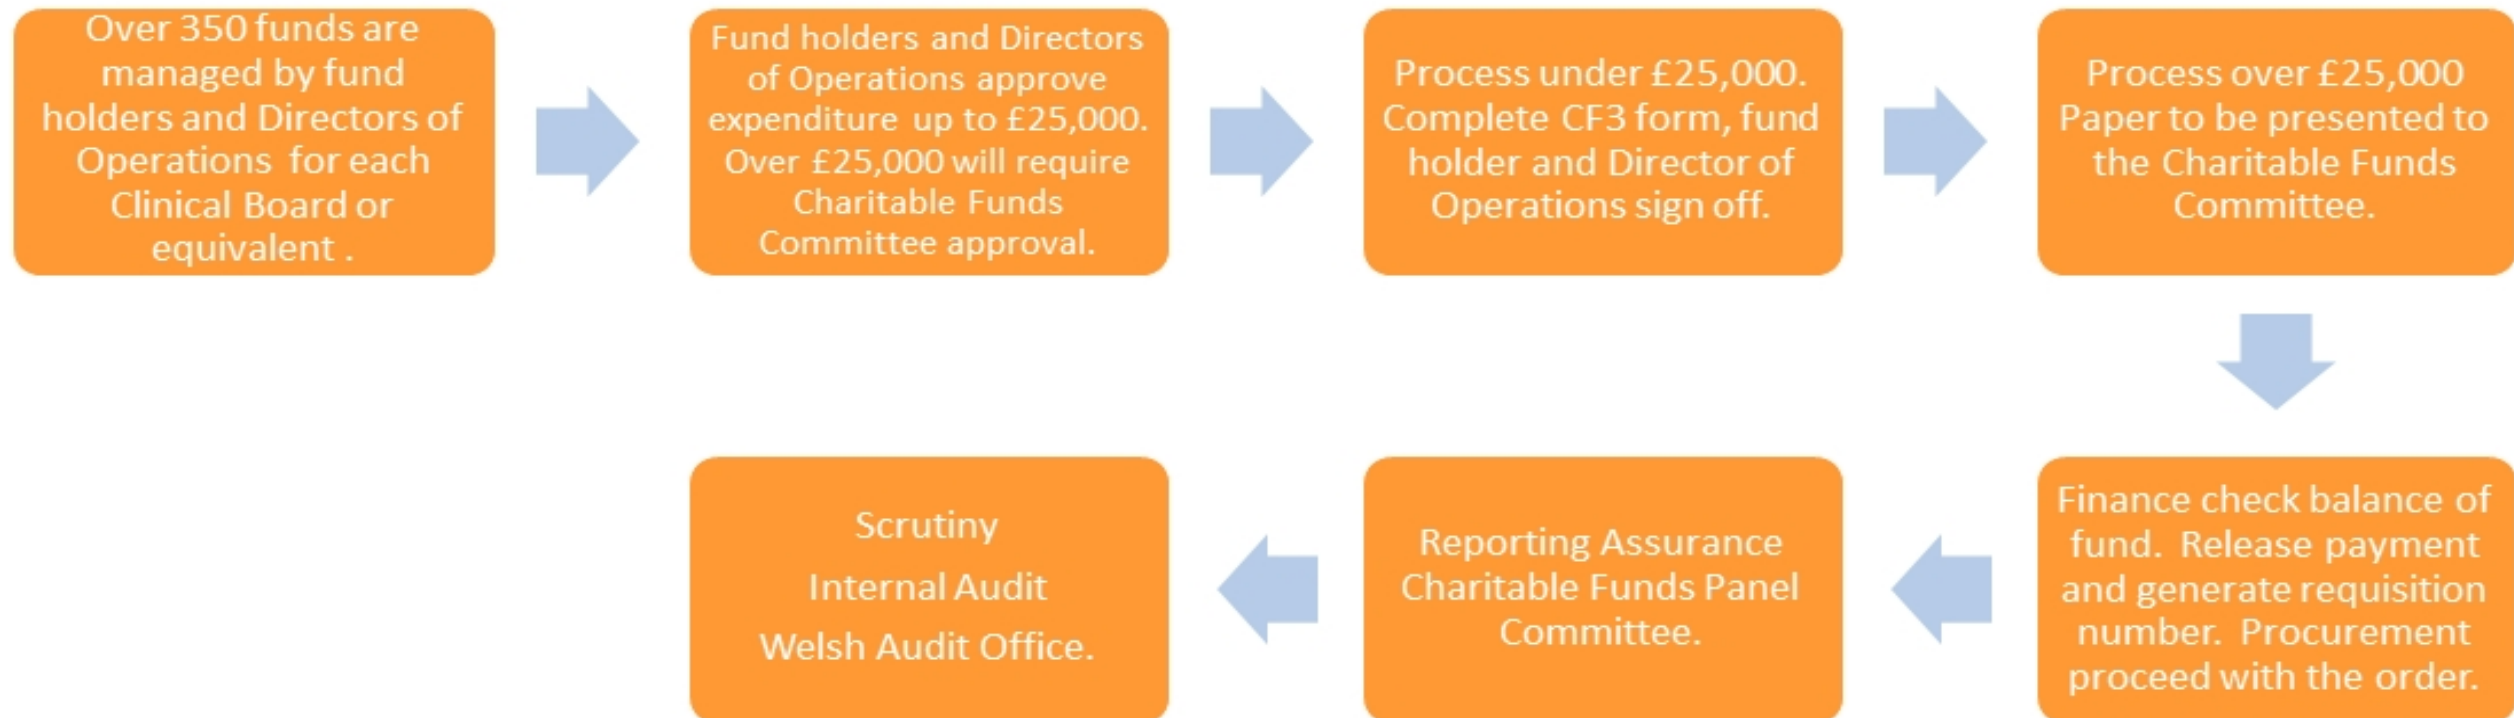 Over 350 funds are
managed by fund
holders and Directors of
Operations for each
Clinical Board or
equivalent .
Fund holders and Directors
of Operations approve
expenditure up to £25,000.
Over £25,000 will require
Charitable Funds
Committee approval.
Process under £25,000.
Complete CF3 form, fund
holder and Director of
Operations sign off.
Process over £25,000
Paper to be presented to
the Charitable Funds
Committee.
Finance check balance of
fund. Release payment
and generate requisition
number. Procurement
proceed with the order.
Reporting Assurance
Charitable Funds Panel
Committee.
Scrutiny
Internal Audit
Welsh Audit Office.